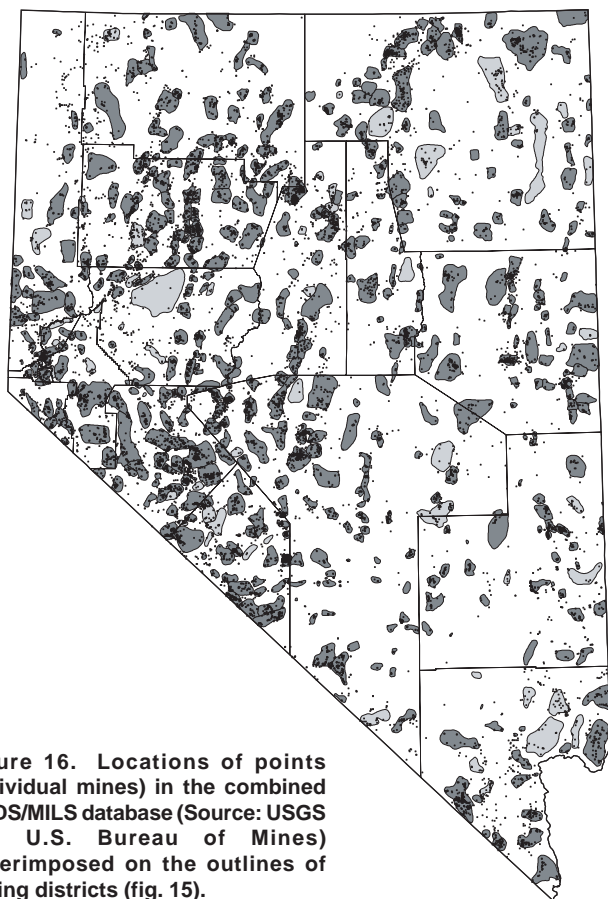 ure 16. Locations of points
ividual mines) in the combined
DS/MILS database (Source: USGS
U.S. Bureau of Mines)
erimposed on the outlines of
ing districts (fig. 15).